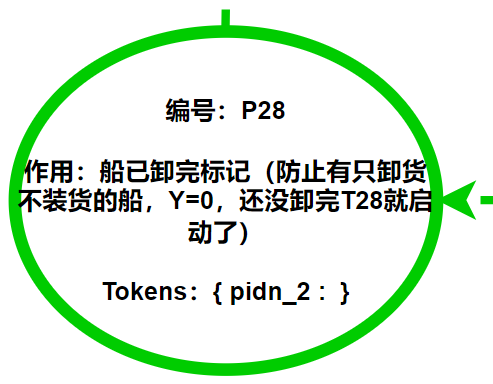 编号：P28
作用：船已卸完标记（防止有只卸货
不装货的船，Y=0，还没卸完T28就启
动了）
Tokens：{ pidn_2： }